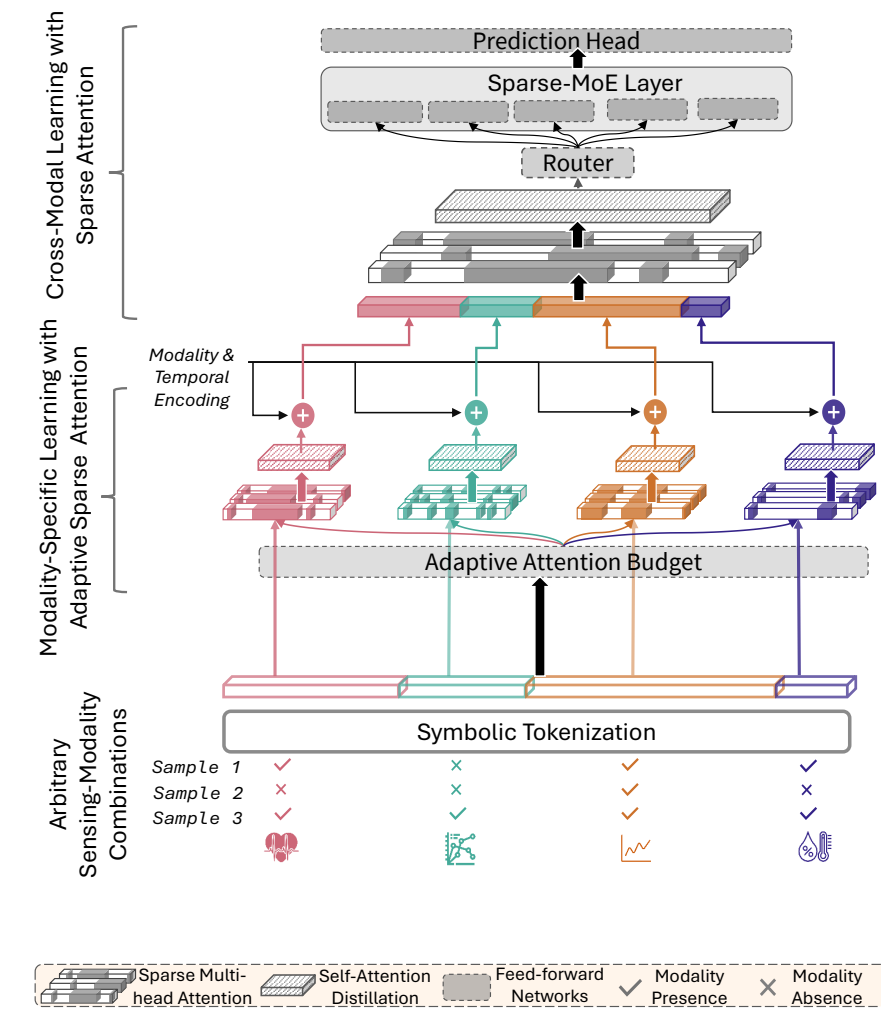 Cross-Modal Learning with
Sparse Attention
Prediction Head
Sparse-MoE Layer
Router
Modality-Specific Learning with
Adaptive Sparse Attention
Modality &
Temporal
Encoding
Adaptive Attention Budget
Arbitrary
Sensing-Modality
Combinations
Symbolic Tokenization
Sample 1
Sample 2
Sample 3
%
Sparse Multi-
head Attention
Self-Attention
Distillation
Feed-forward
Networks
Modality
Presence
Modality
Absence